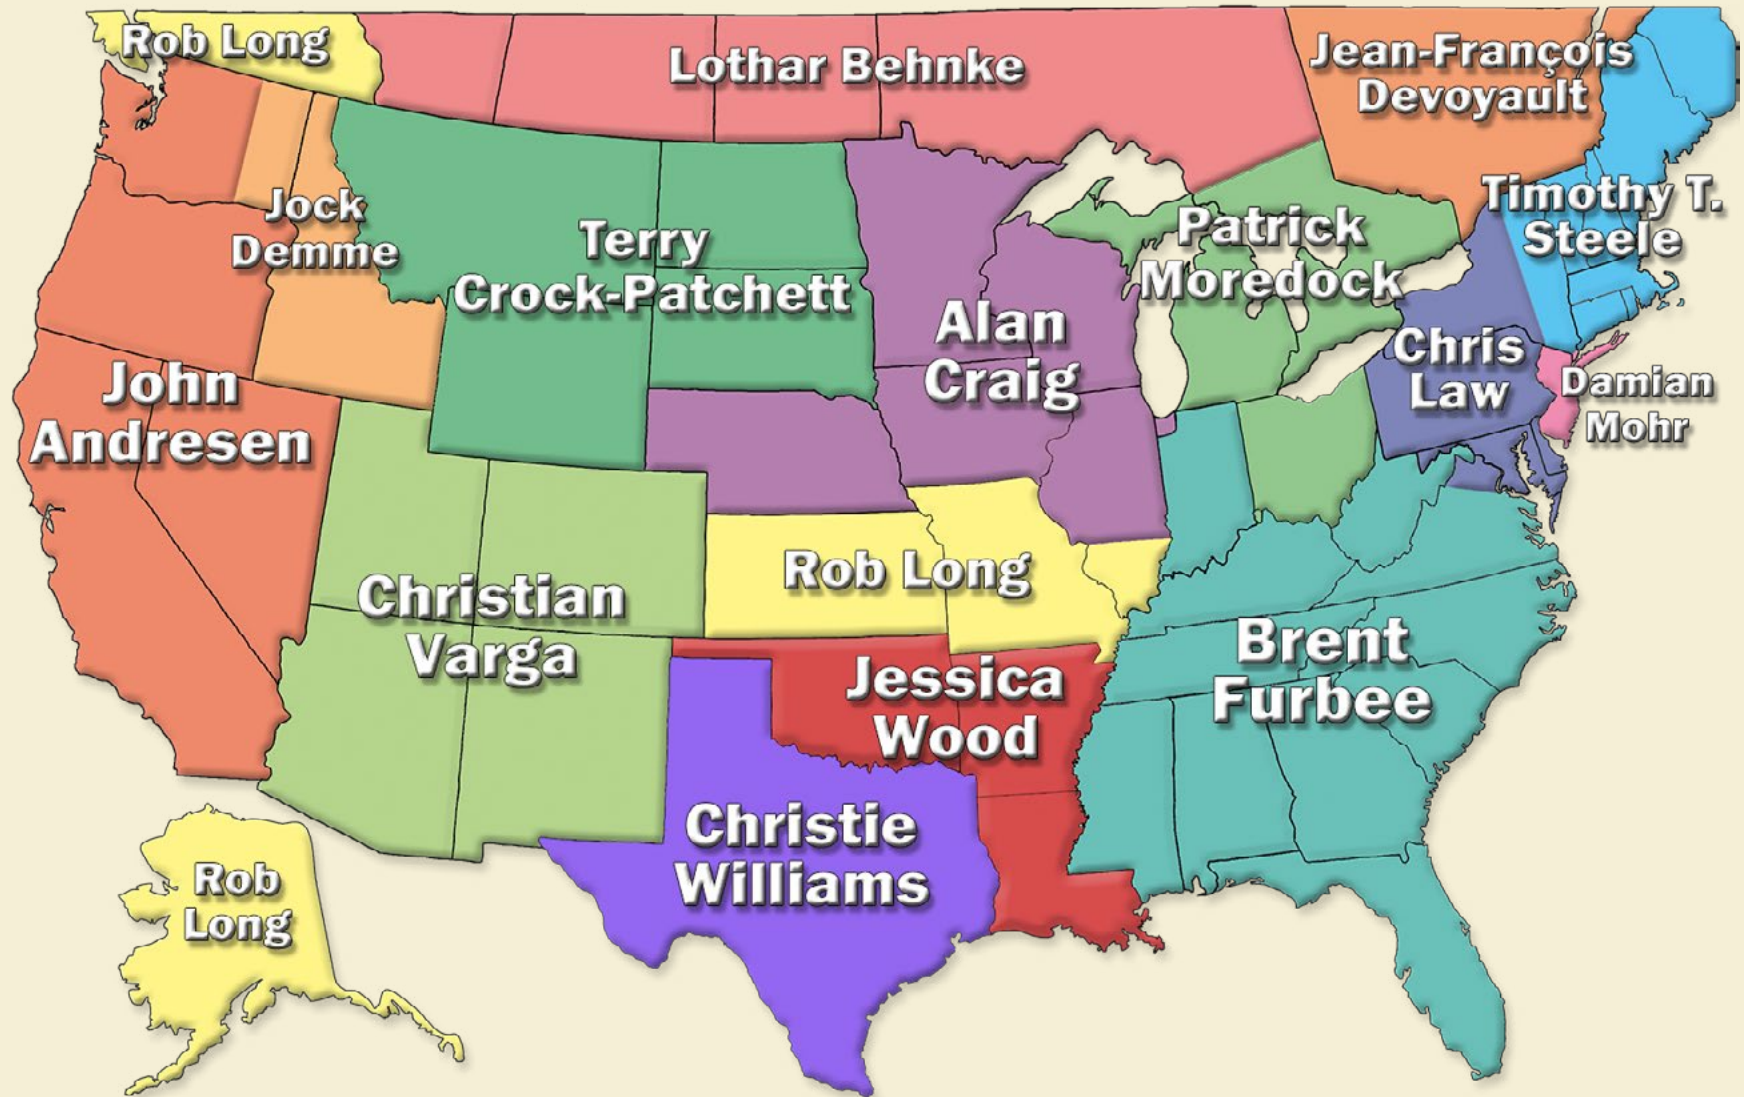 Rob Long
Lothar Behnke
Jean-François
Devoyault
Timothy T.
Steele
Jock
Demme
Terry
Crock-Patchett
Patrick
Moredock
Alan
Craig
Chris
Law
Damian
Mohr
John
Andresen
Rob Long
Christian
Varga
Brent
Furbee
Jessica
Wood
Christie
Williams
Rob
Long